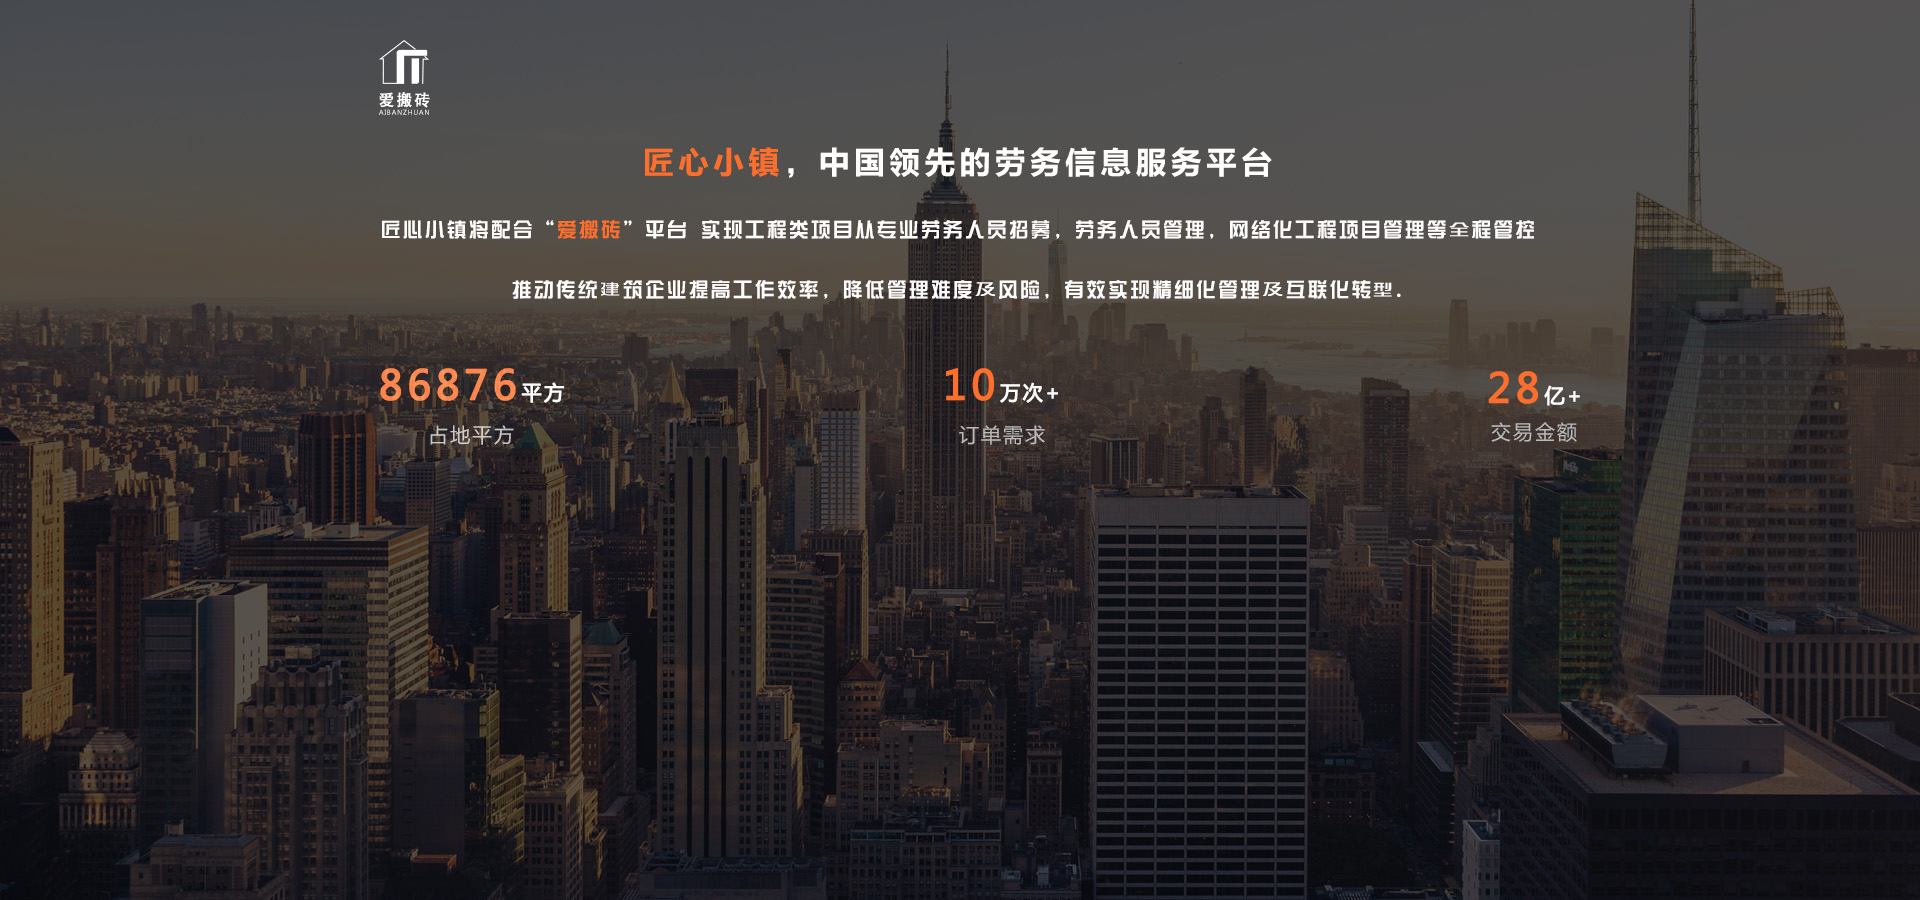 爱搬砖
AIBANZHUAN
匠心小镇，中国领先的劳务信息服务平台
匠心小镇将配合“爱搬砖”平台 实现工程类项目从专业劳务人员招募，劳务人员管理，网络化工程项目管理等全程管控
推动传统建筑企业提高工作效率，降低管理难度及风险，有效实现精细化管理及互联化转型.
86876平方
占地平方
10万次+
订单需求
28亿+
交易金额